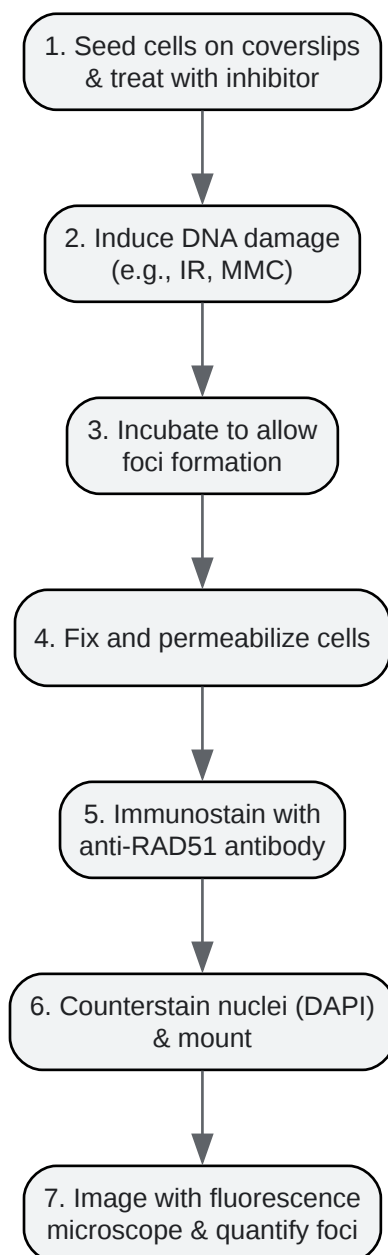 1. Seed cells on coverslips
& treat with inhibitor
2. Induce DNA damage
(e.g., IR, MMC)
3. Incubate to allow
foci formation
4. Fix and permeabilize cells
5. Immunostain with
anti-RAD51 antibody
6. Counterstain nuclei (DAPI)
& mount
7. Image with fluorescence
microscope & quantify foci